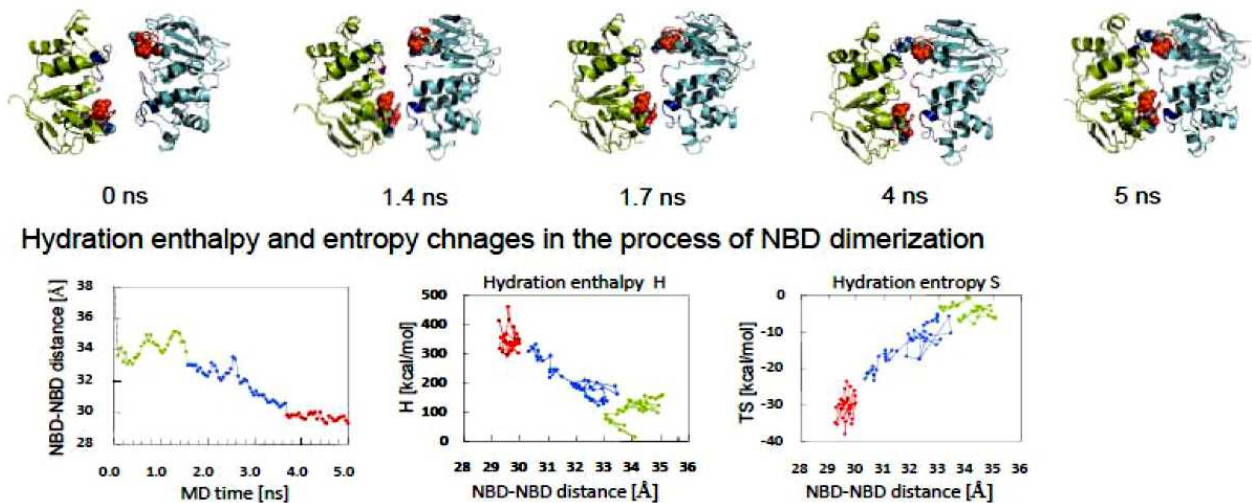 0 ns
1.4 ns
1.7 ns
4 ns
5 ns
Hydration enthalpy and entropy chnages in the process of NBD dimerization
NBD-NBD distance [Å]
38
36
34
32
30
28
0.0 1.0 2.0 3.0 4.0 5.0
MD time [ns]
Hydration enthalpy H
H [kcal/mol]
500
400
300
200
100
0
28 29 30 31 32 33 34 35 36
NBD-NBD distance [Å]
Hydration entropy S
TS [kcal/mol]
0
-10
-20
-30
-40
28 29 30 31 32 33 34 35 36
NBD-NBD distance [Å]